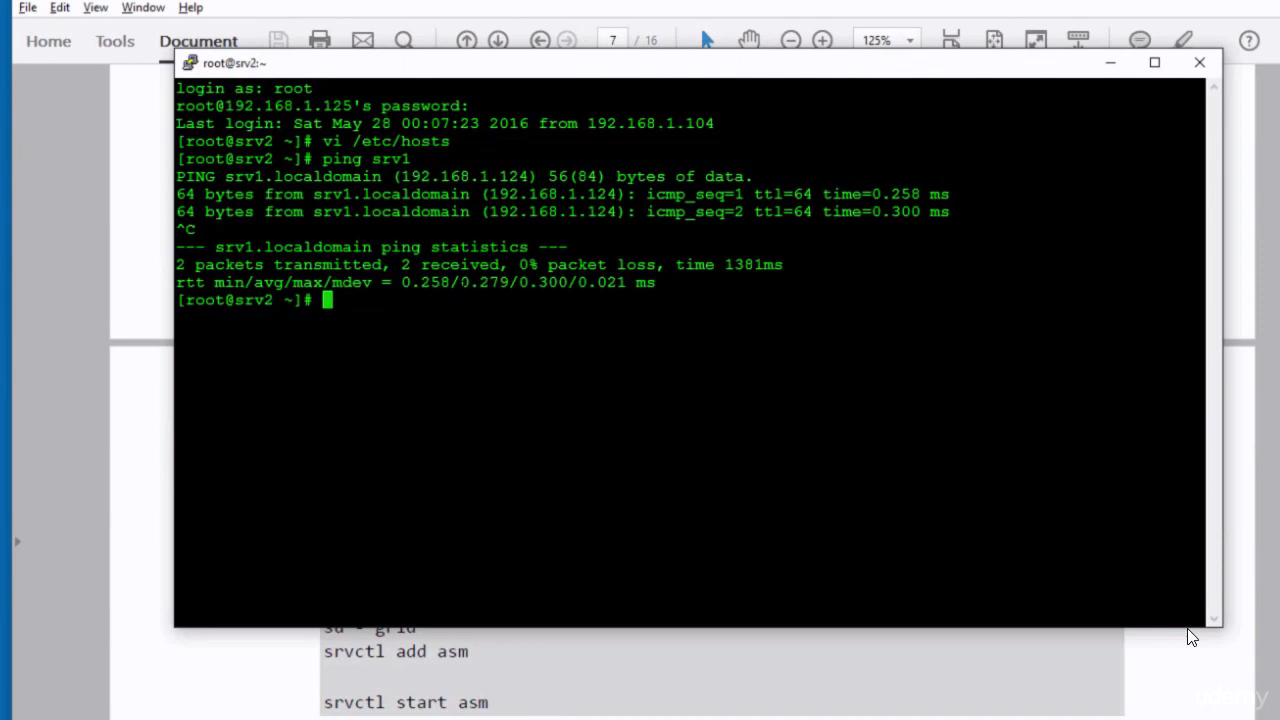 File Edit View Window Help
Home Tools Document 7 / 16 125%
root@srv2:~
login as: root
root@192.168.1.125's password:
Last login: Sat May 28 00:07:23 2016 from 192.168.1.104
[root@srv2 ~]# vi /etc/hosts
[root@srv2 ~]# ping srv1
PING srv1.localdomain (192.168.1.124) 56(84) bytes of data.
64 bytes from srv1.localdomain (192.168.1.124): icmp_seq=1 ttl=64 time=0.258 ms
64 bytes from srv1.localdomain (192.168.1.124): icmp_seq=2 ttl=64 time=0.300 ms
^C
--- srv1.localdomain ping statistics ---
2 packets transmitted, 2 received, 0% packet loss, time 1381ms
rtt min/avg/max/mdev = 0.258/0.279/0.300/0.021 ms
[root@srv2 ~]#
su - grid
srvctl add asm
srvctl start asm
udemy